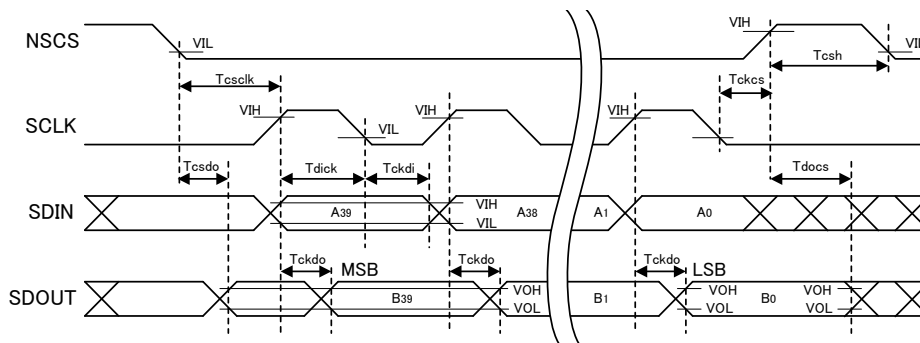 NSCS
VIL
VIH
VIL
Tcsclk
Tckcs
Tcsh
SCLK
VIH
VIL
VIH
VIH
Tcsdo
Tdick
Tckdi
Tdocs
SDIN
A39
VIH
VIL
A38
A1
A0
Tckdo
MSB
Tckdo
Tckdo
LSB
SDOUT
B39
VOH
VOL
B1
VOH
VOL
B0
VOH
VOL